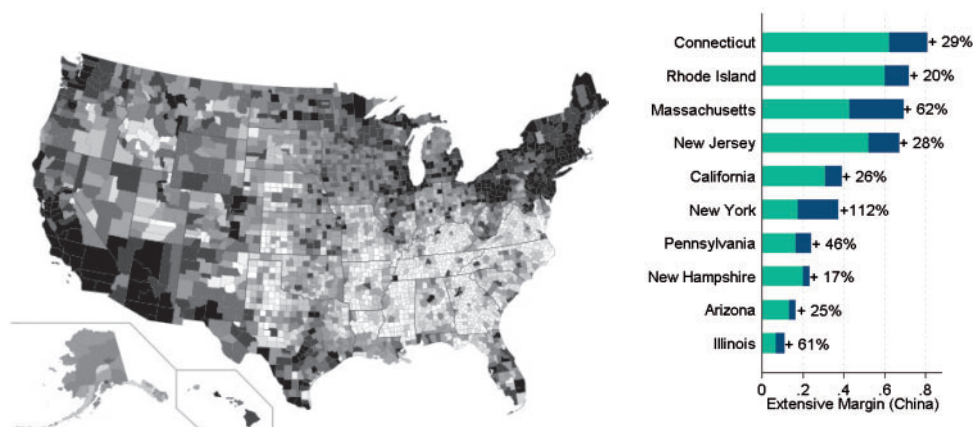 Connecticut + 29%
Rhode Island + 20%
Massachusetts + 62%
New Jersey + 28%
California + 26%
New York +112%
Pennsylvania + 46%
New Hampshire + 17%
Arizona + 25%
Illinois + 61%
0 .2 .4 .6 .8
Extensive Margin (China)